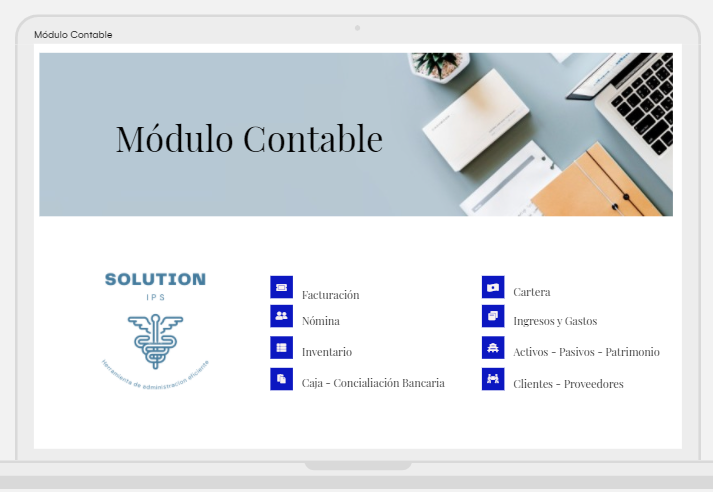 Módulo Contable
Módulo Contable
SOLUTION
IPS
Herramienta de administracion eficiente
Facturación
Nómina
Inventario
Caja - Concialiación Bancaria
Cartera
Ingresos y Gastos
Activos - Pasivos - Patrimonio
Clientes - Proveedores